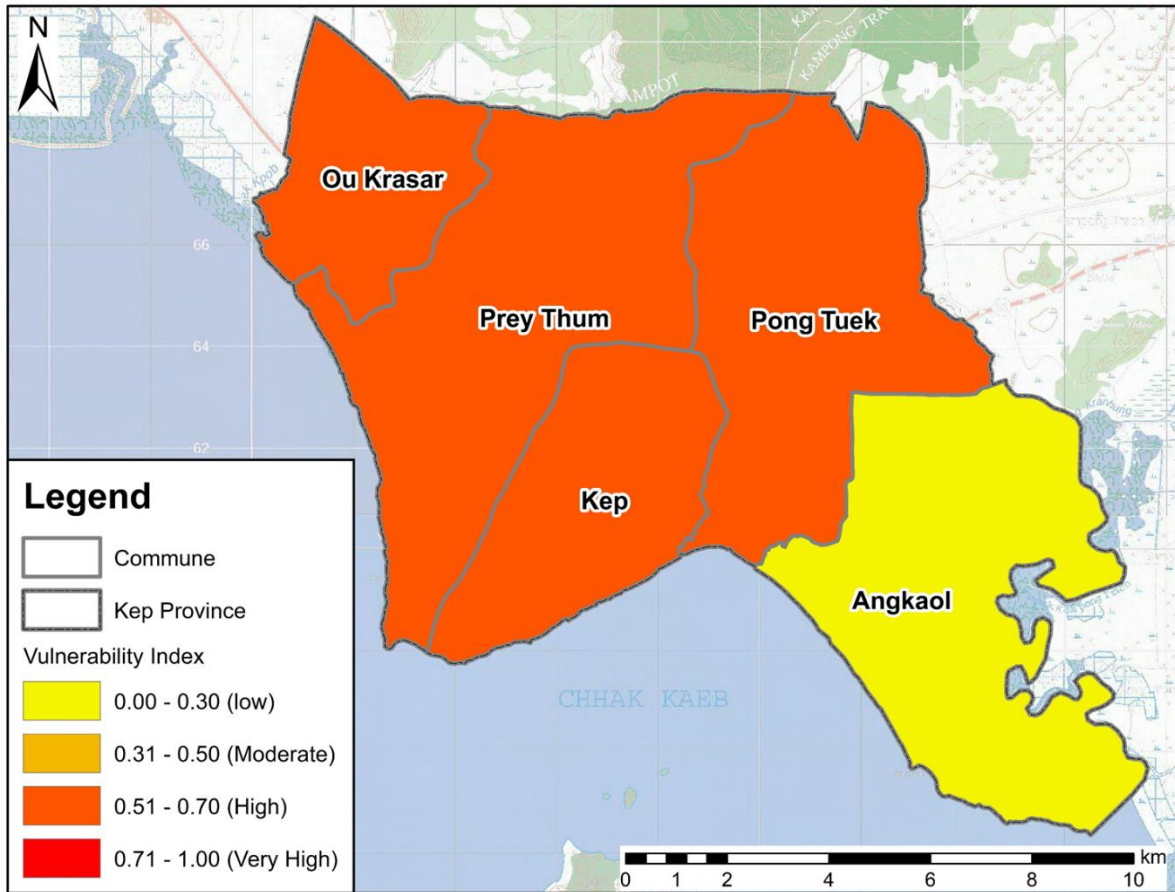 N
KAMPONG TRACH
Ou Krasar
66
Prey Thum
Pong Tuek
64
62
Kep
Angkaol
CHHAK KAEB
Legend
Commune
Kep Province
Vulnerability Index
0.00 - 0.30 (low)
0.31 - 0.50 (Moderate)
0.51 - 0.70 (High)
0.71 - 1.00 (Very High)
km
0 1 2 4 6 8 10